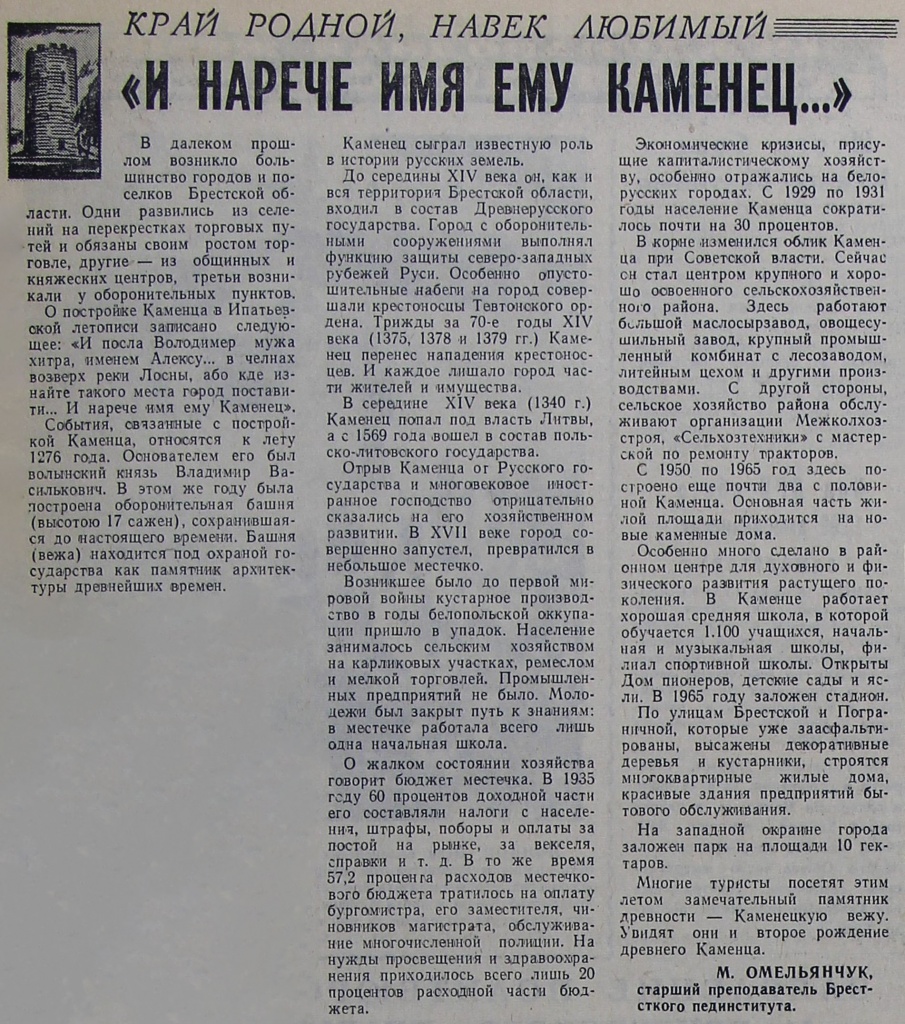 КРАЙ РОДНОЙ, НАВЕК ЛЮБИМЫЙ
«И НАРЕЧЕ ИМЯ ЕМУ КАМЕНЕЦ...»
В далеком прош-
лом возникло боль-
шинство городов и по-
селков Брестской об-
ласти. Одни развились из селе-
ний на перекрестках торговых пу-
тей и обязаны своим ростом тор-
говле, другие — из общинных и
княжеских центров, третьи возни-
кали у оборонительных пунктов.
О постройке Каменца в Ипатьев-
ской летописи записано следую-
щее: «И посла Володимер мужа
хитра, именем Алексу... в челнах
возверх реки Лосны, або кде из-
найте такого места город постави-
ти... И нарече имя ему Каменец».
События, связанные с построй-
кой Каменца, относятся к лету
1276 года. Основателем его был
волынский князь Владимир Ва-
силькович. В этом же году была
построена оборонительная башня
(высотою 17 сажен), сохранившая-
ся до настоящего времени. Башня
(вежа) находится под охраной го-
сударства как памятник архитек-
туры древнейших времен.
Каменец сыграл известную роль
в истории русских земель.
До середины XIV века он, как и
вся территория Брестской области,
входил в состав Древнерусского
государства. Город с оборонитель-
ными сооружениями выполнял
функцию защиты северо-западных
рубежей Руси. Особенно опусто-
шительные набеги на город совер-
шали крестоносцы Тевтонского ор-
дена. Трижды за 70-е годы XIV
века (1375, 1378 и 1379 гг.) Каме-
нец перенес нападения крестонос-
цев. И каждое лишало город час-
ти жителей и имущества.
В середине XIV века (1340 г.)
Каменец попал под власть Литвы,
а с 1569 года вошел в состав поль-
ско-литовского государства.
Отрыв Каменца от Русского го-
сударства и многовековое иност-
ранное господство отрицательно
сказались на его хозяйственном
развитии. В XVII веке город со-
вершенно запустел, превратился в
небольшое местечко.
Возникшее было до первой ми-
ровой войны кустарное производ-
ство в годы белопольской оккупа-
ции пришло в упадок. Население
занималось сельским хозяйством
на карликовых участках, ремеслом
и мелкой торговлей. Промышлен-
ных предприятий не было. Моло-
дежи был закрыт путь к знаниям:
в местечке работала всего лишь
одна начальная школа.
О жалком состоянии хозяйства
говорит бюджет местечка. В 1935
году 60 процентов доходной части
его составляли налоги с населе-
ния, штрафы, поборы и оплаты за
постой на рынке, за векселя,
справки и т. д. В то же время
57,2 процента расходов местечко-
вого бюджета тратилось на оплату
бургомистра, его заместителя, чи-
новников магистрата, обслужива-
ние многочисленной полиции. На
нужды просвещения и здравоохра-
нения приходилось всего лишь 20
процентов расходной части бюд-
жета.
Экономические кризисы, прису-
щие капиталистическому хозяйст-
ву, особенно отражались на бело-
русских городах. С 1929 по 1931
годы население Каменца сократи-
лось почти на 30 процентов.
В корне изменился облик Камен-
ца при Советской власти. Сейчас
он стал центром крупного и хоро-
шо освоенного сельскохозяйствен-
ного района. Здесь работают
большой маслосырзавод, овощесу-
шильный завод, крупный промыш-
ленный комбинат с лесозаводом,
литейным цехом и другими произ-
водствами. С другой стороны,
сельское хозяйство района обслу-
живают организации Межколхоз-
строя, «Сельхозтехники» с мастер-
ской по ремонту тракторов.
С 1950 по 1965 год здесь по-
строено еще почти два с полови-
ной Каменца. Основная часть жи-
лой площади приходится на но-
вые каменные дома.
Особенно много сделано в рай-
онном центре для духовного и фи-
зического развития растущего по-
коления. В Каменце работает
хорошая средняя школа, в которой
обучается 1.100 учащихся, началь-
ная и музыкальная школы, фи-
лиал спортивной школы. Открыты
Дом пионеров, детские сады и яс-
ли. В 1965 году заложен стадион.
По улицам Брестской и Погра-
ничной, которые уже заасфальти-
рованы, высажены декоративные
деревья и кустарники, строятся
многоквартирные жилые дома,
красивые здания предприятий бы-
тового обслуживания.
На западной окраине города
заложен парк на площади 10 гек-
таров.
Многие туристы посетят этим
летом замечательный памятник
древности — Каменецкую вежу.
Увидят они и второе рождение
древнего Каменца.
М. ОМЕЛЬЯНЧУК,
старший преподаватель Брест-
сткого пединститута.